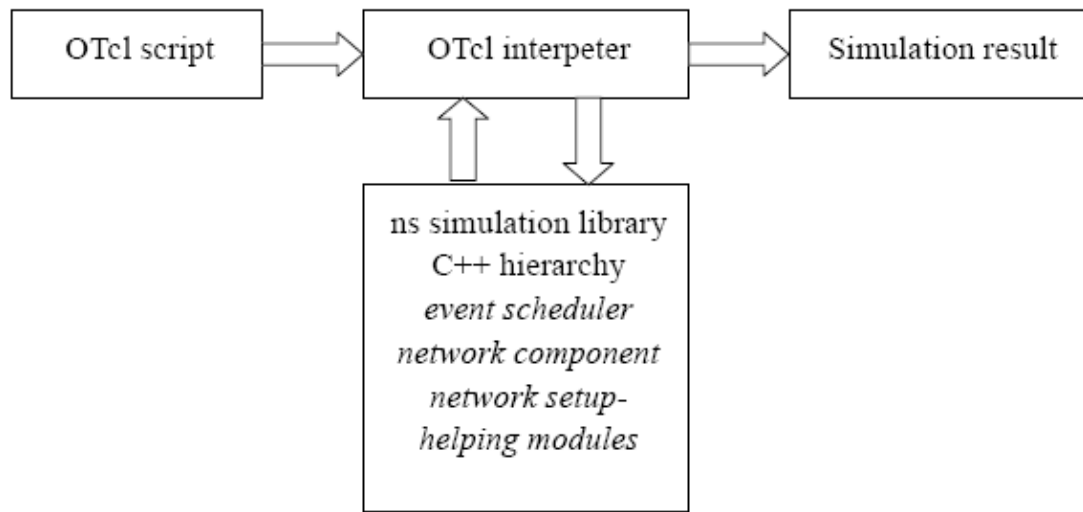 OTcl script
OTcl interpeter
Simulation result
ns simulation library
C++ hierarchy
event scheduler
network component
network setup-
helping modules